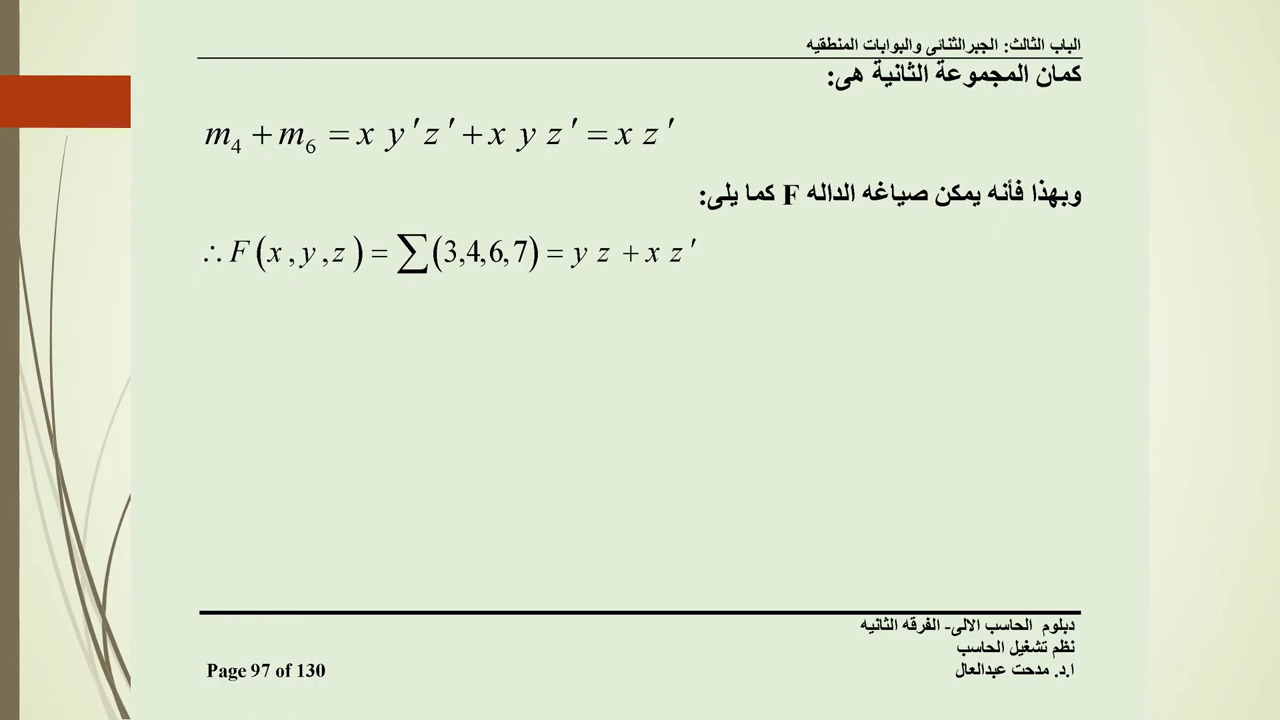 الباب الثالث: الجبرالثنائى والبوابات المنطقيه
كمان المجموعة الثانية هى:
m₄ + m₆ = x y′ z′ + x y z′ = x z′
وبهذا فأنه يمكن صياغه الداله F كما يلى:
∴ F (x , y , z ) = ∑(3,4,6,7) = y z + x z′
دبلوم الحاسب الالى- الفرقه الثانيه
نظم تشغيل الحاسب
ا.د. مدحت عبدالعال
Page 97 of 130